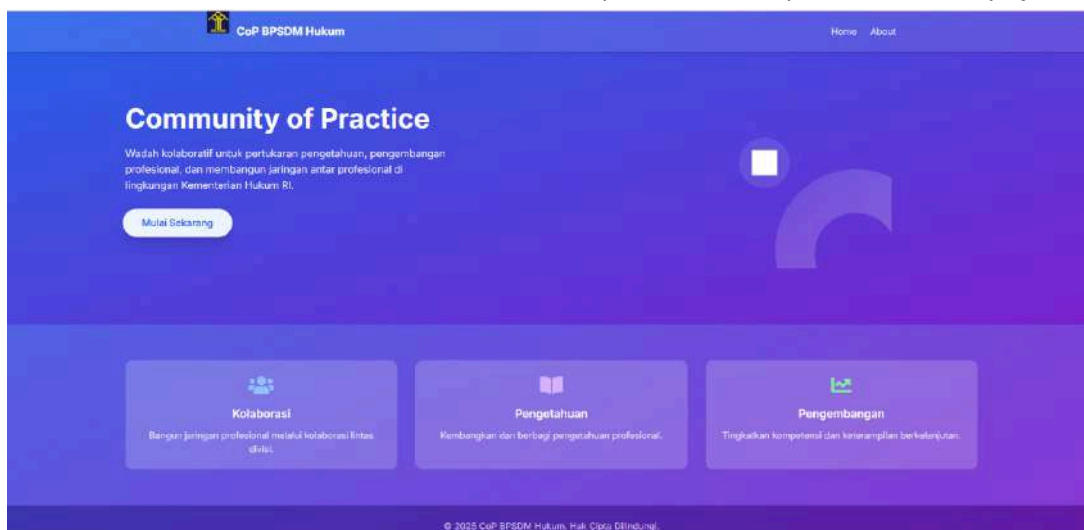 CoP BPSDM Hukum
Home About
Community of Practice
Wadah kolaboratif untuk pertukaran pengetahuan, pengembangan
profesional, dan membangun jaringan antar profesional di
lingkungan Kementerian Hukum RI.
Mulai Sekarang
Kolaborasi
Bangun jaringan profesional melalui kolaborasi lintas
divisi.
Pengetahuan
Kembangkan dan berbagi pengetahuan profesional.
Pengembangan
Tingkatkan kompetensi dan keterampilan berkelanjutan.
© 2025 CoP BPSDM Hukum. Hak Cipta Dilindungi.